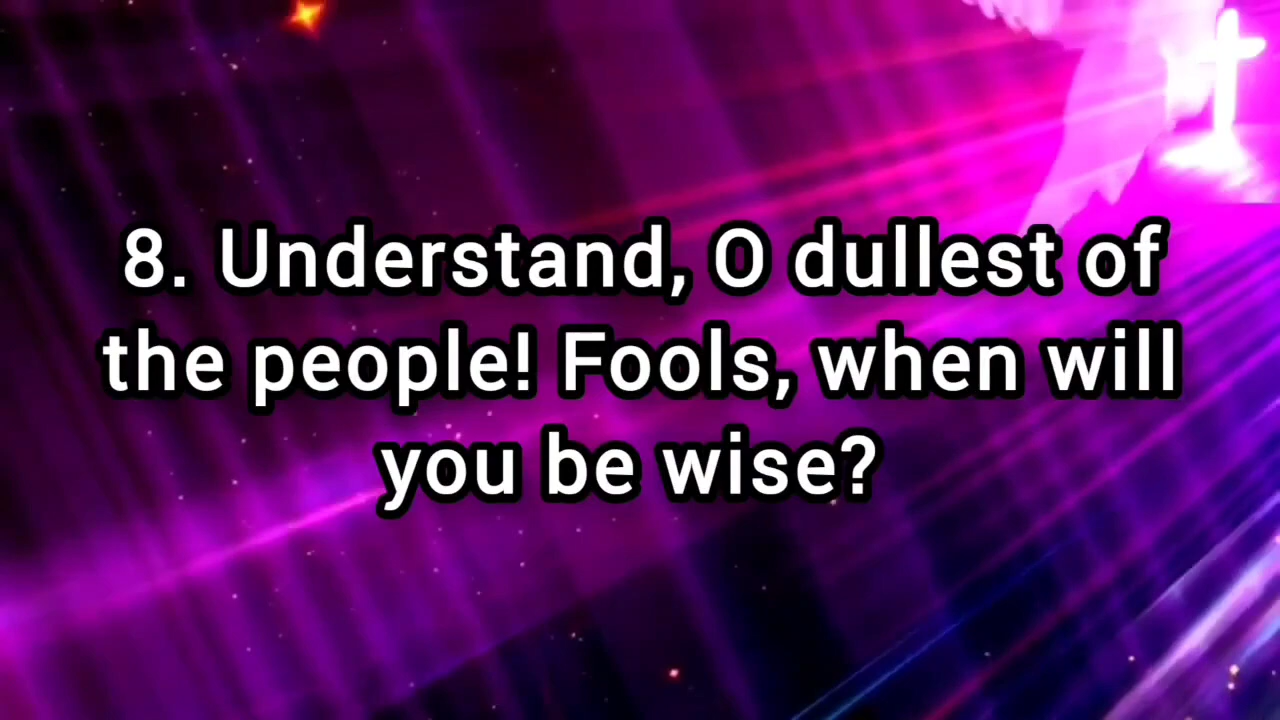 8. Understand, O dullest of
the people! Fools, when will
you be wise?